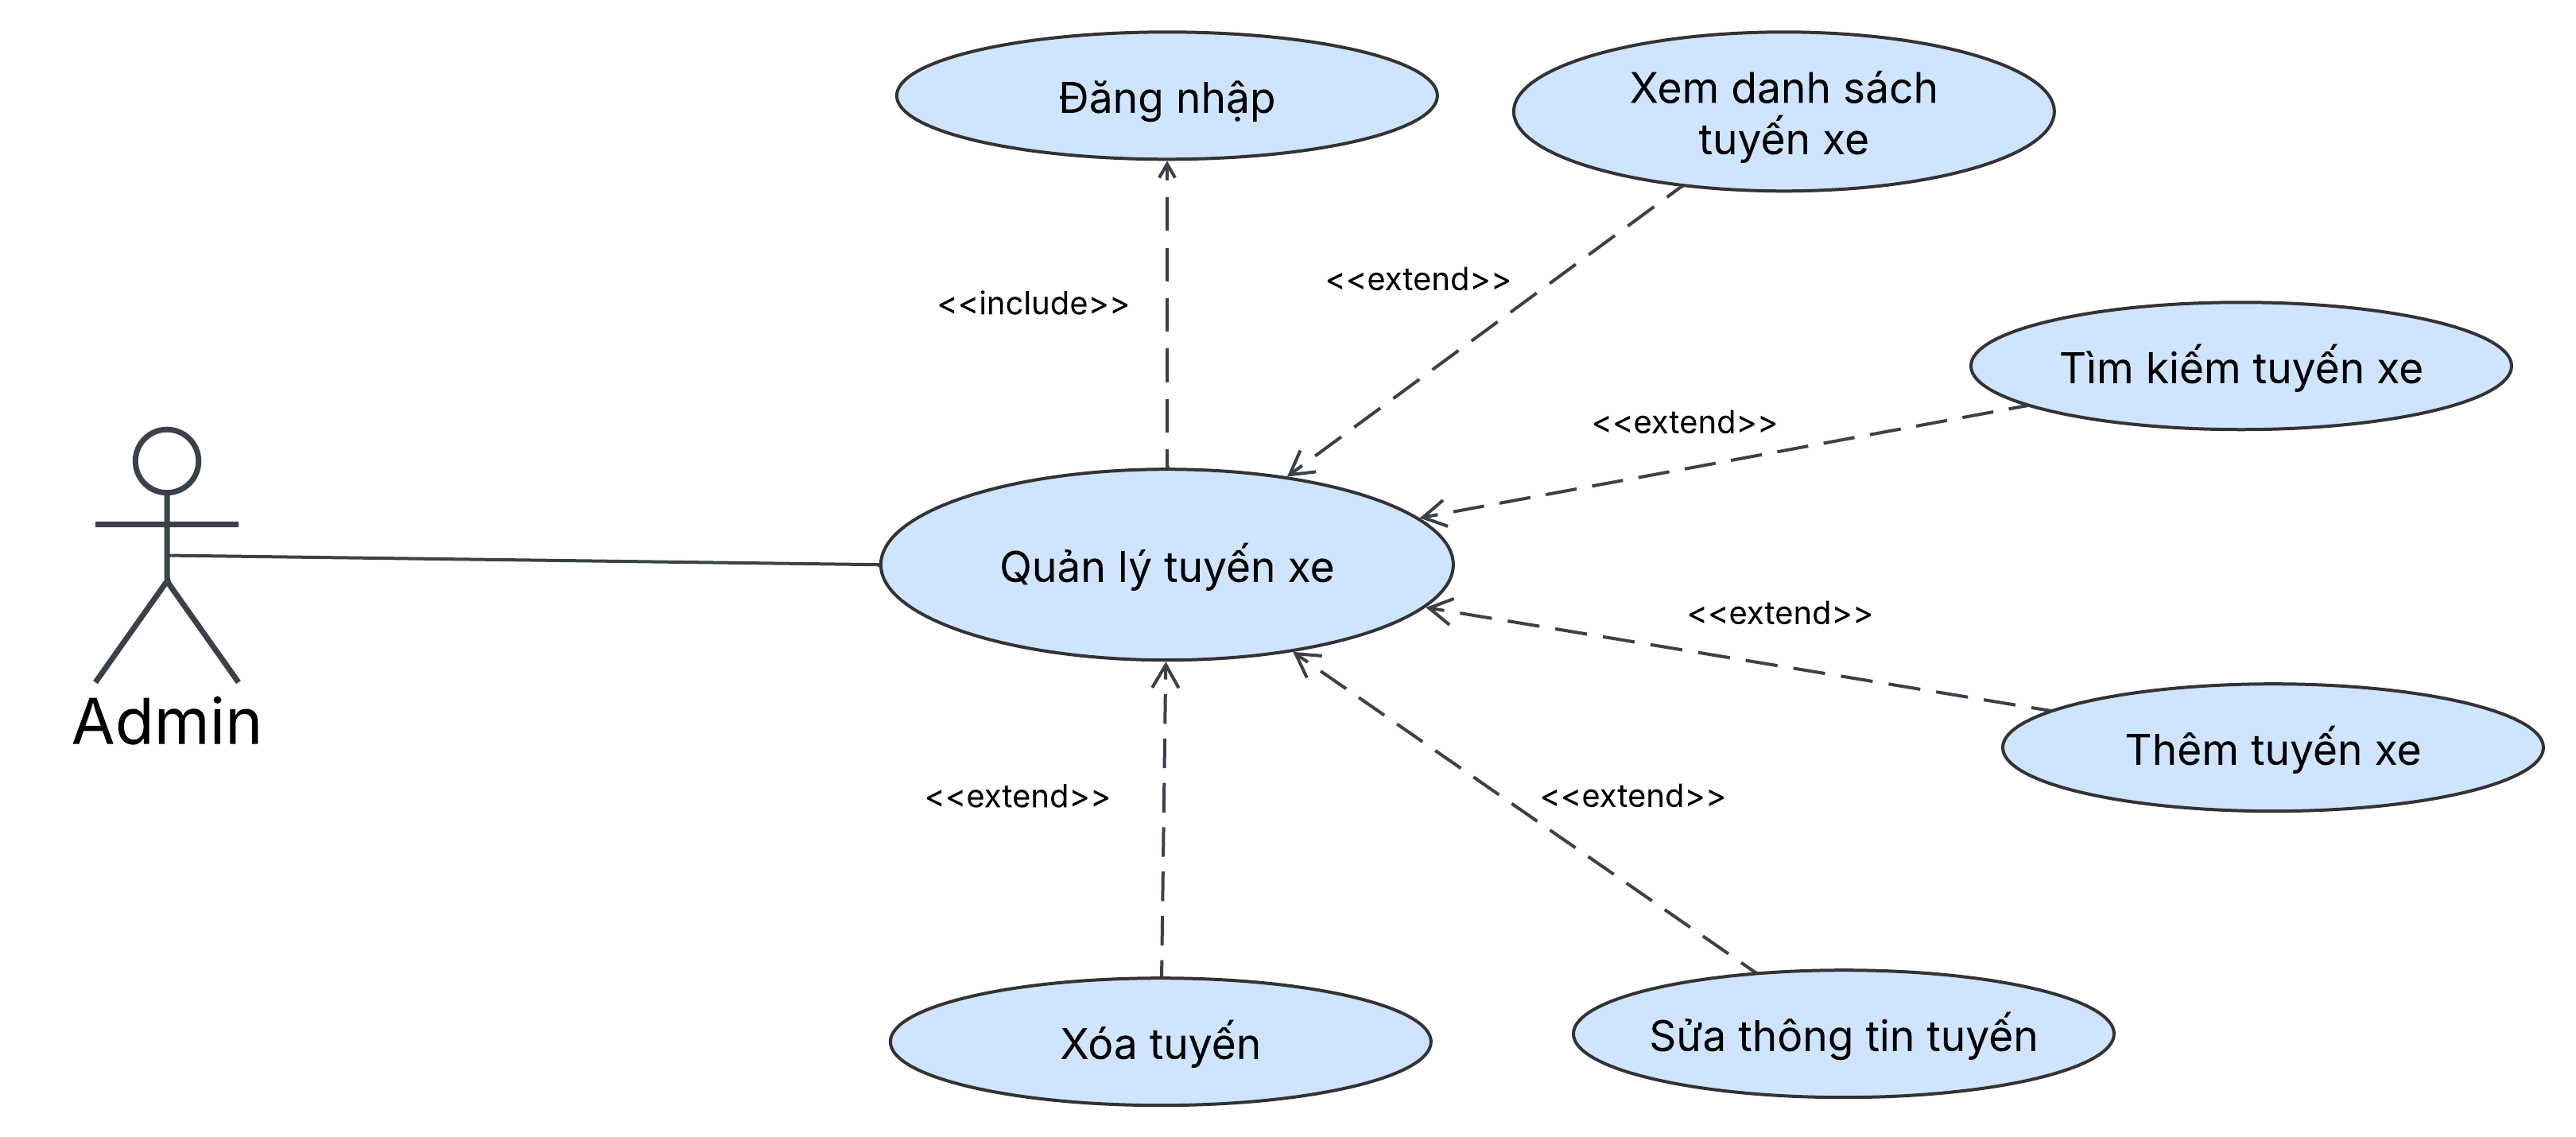 Đăng nhập
Xem danh sách
tuyến xe
<<include>>
<<extend>>
Tìm kiếm tuyến xe
<<extend>>
Quản lý tuyến xe
<<extend>>
Admin
Thêm tuyến xe
<<extend>>
<<extend>>
Xóa tuyến
Sửa thông tin tuyến